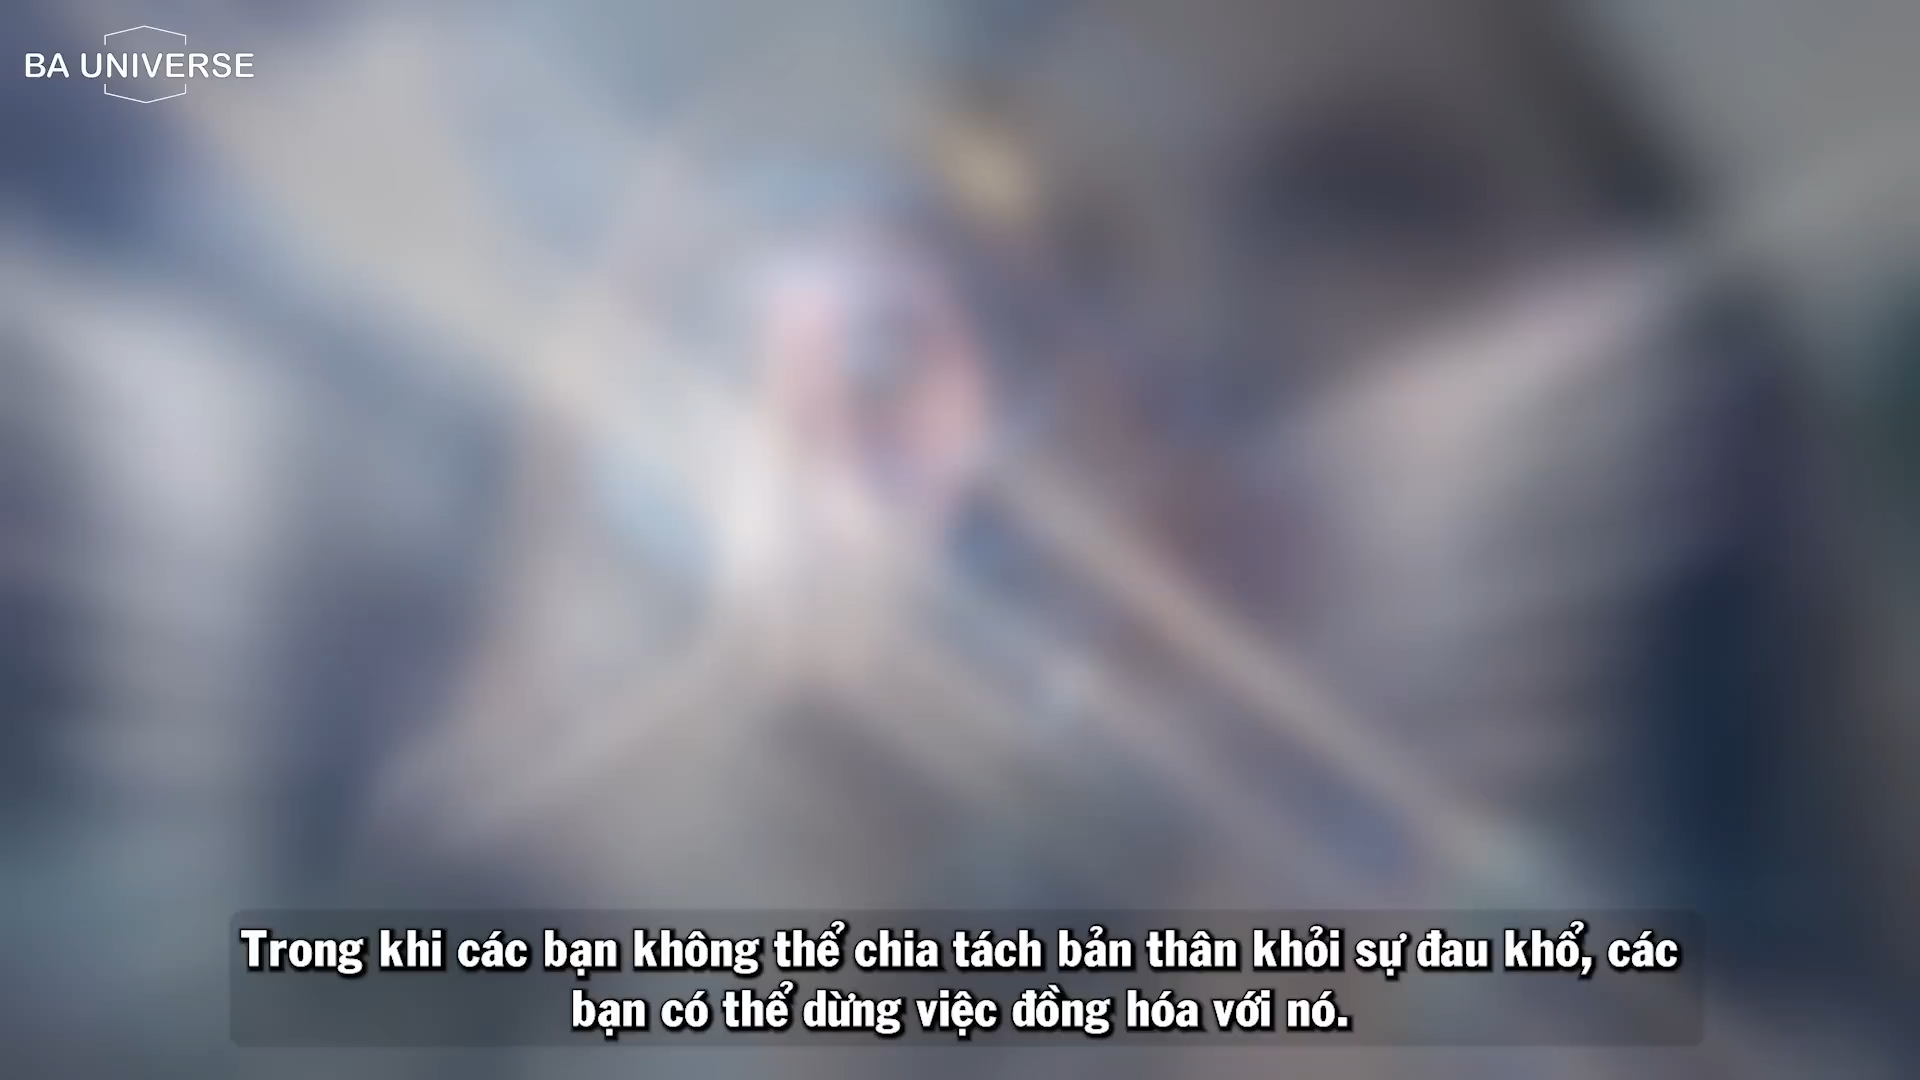 BA UNIVERSE
Trong khi các bạn không thể chia tách bản thân khỏi sự đau khổ, các
bạn có thể dừng việc đồng hóa với nó.